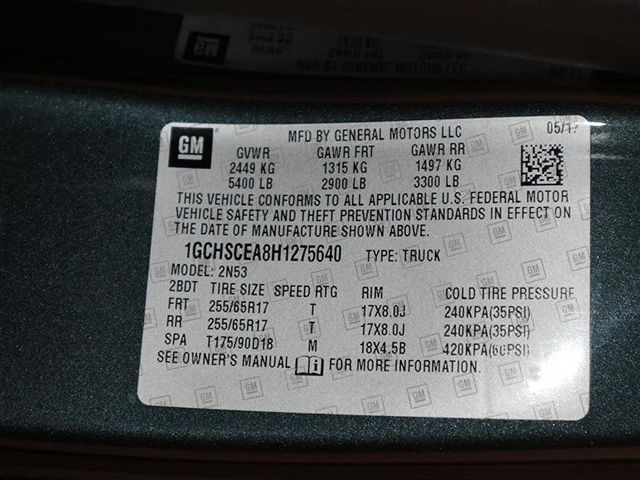 GM
MFD BY GENERAL MOTORS LLC 05/17
GVWR GAWR FRT GAWR RR
2449 KG 1315 KG 1497 KG
5400 LB 2900 LB 3300 LB
THIS VEHICLE CONFORMS TO ALL APPLICABLE U.S. FEDERAL MOTOR
VEHICLE SAFETY AND THEFT PREVENTION STANDARDS IN EFFECT ON
THE DATE OF MANUFACTURE SHOWN ABOVE.
1GCHSCEA8H1275640 TYPE: TRUCK
MODEL: 2N53
2BDT TIRE SIZE SPEED RTG RIM COLD TIRE PRESSURE
FRT 255/65R17 T 17X8.0J 240KPA(35PSI)
RR 255/65R17 T 17X8.0J 240KPA(35PSI)
SPA T175/90D18 M 18X4.5B 420KPA(60PSI)
SEE OWNER'S MANUAL i FOR MORE INFORMATION.